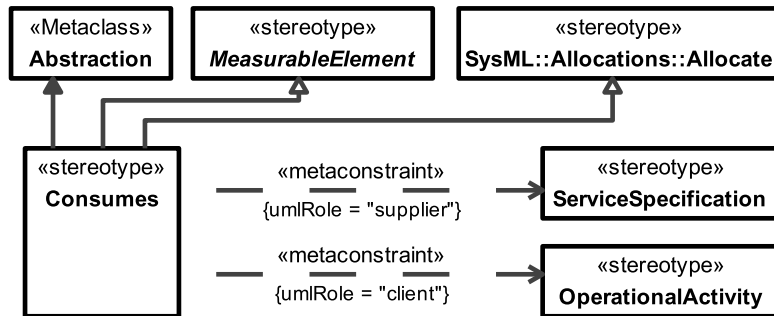 «Metaclass»
Abstraction
«stereotype»
MeasurableElement
«stereotype»
SysML::Allocations::Allocate
«stereotype»
Consumes
«metaconstraint»
{umlRole = "supplier"}
«stereotype»
ServiceSpecification
«metaconstraint»
{umlRole = "client"}
«stereotype»
OperationalActivity